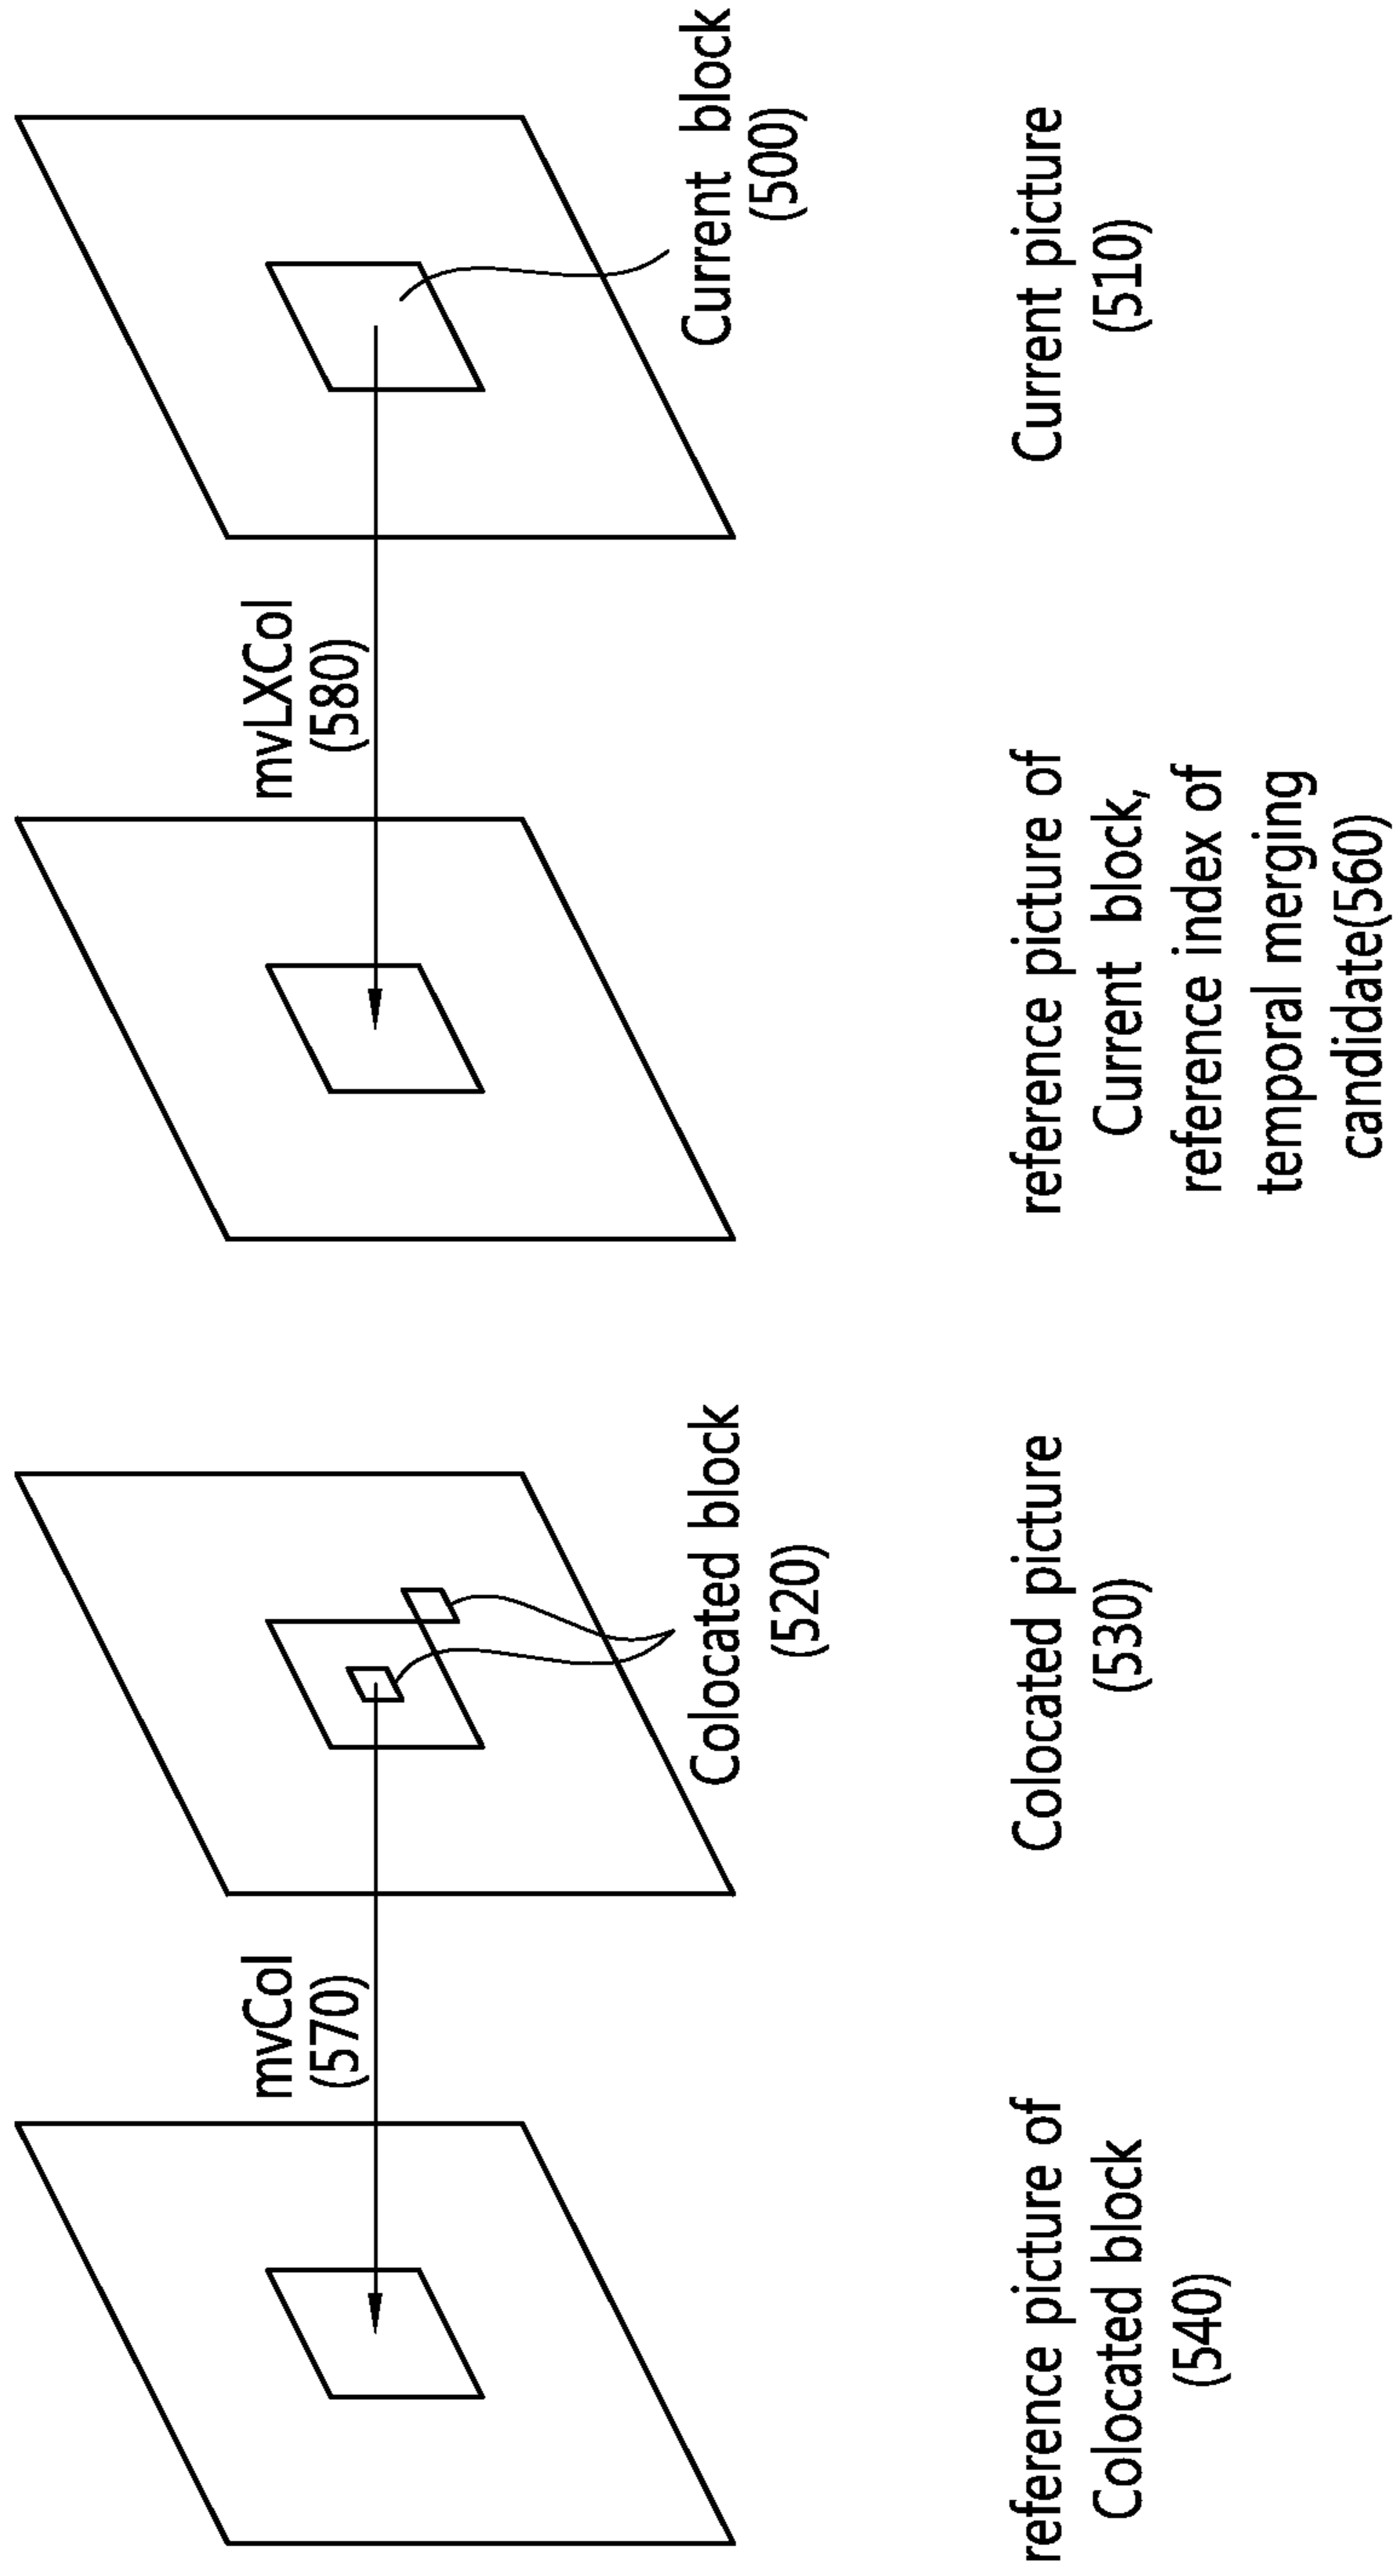 mvCol
(570)
mvLXCol
(580)
Colocated block
(520)
Current block
(500)
reference picture of
Colocated block
(540)
Colocated picture
(530)
reference picture of
Current block,
reference index of
temporal merging
candidate(560)
Current picture
(510)